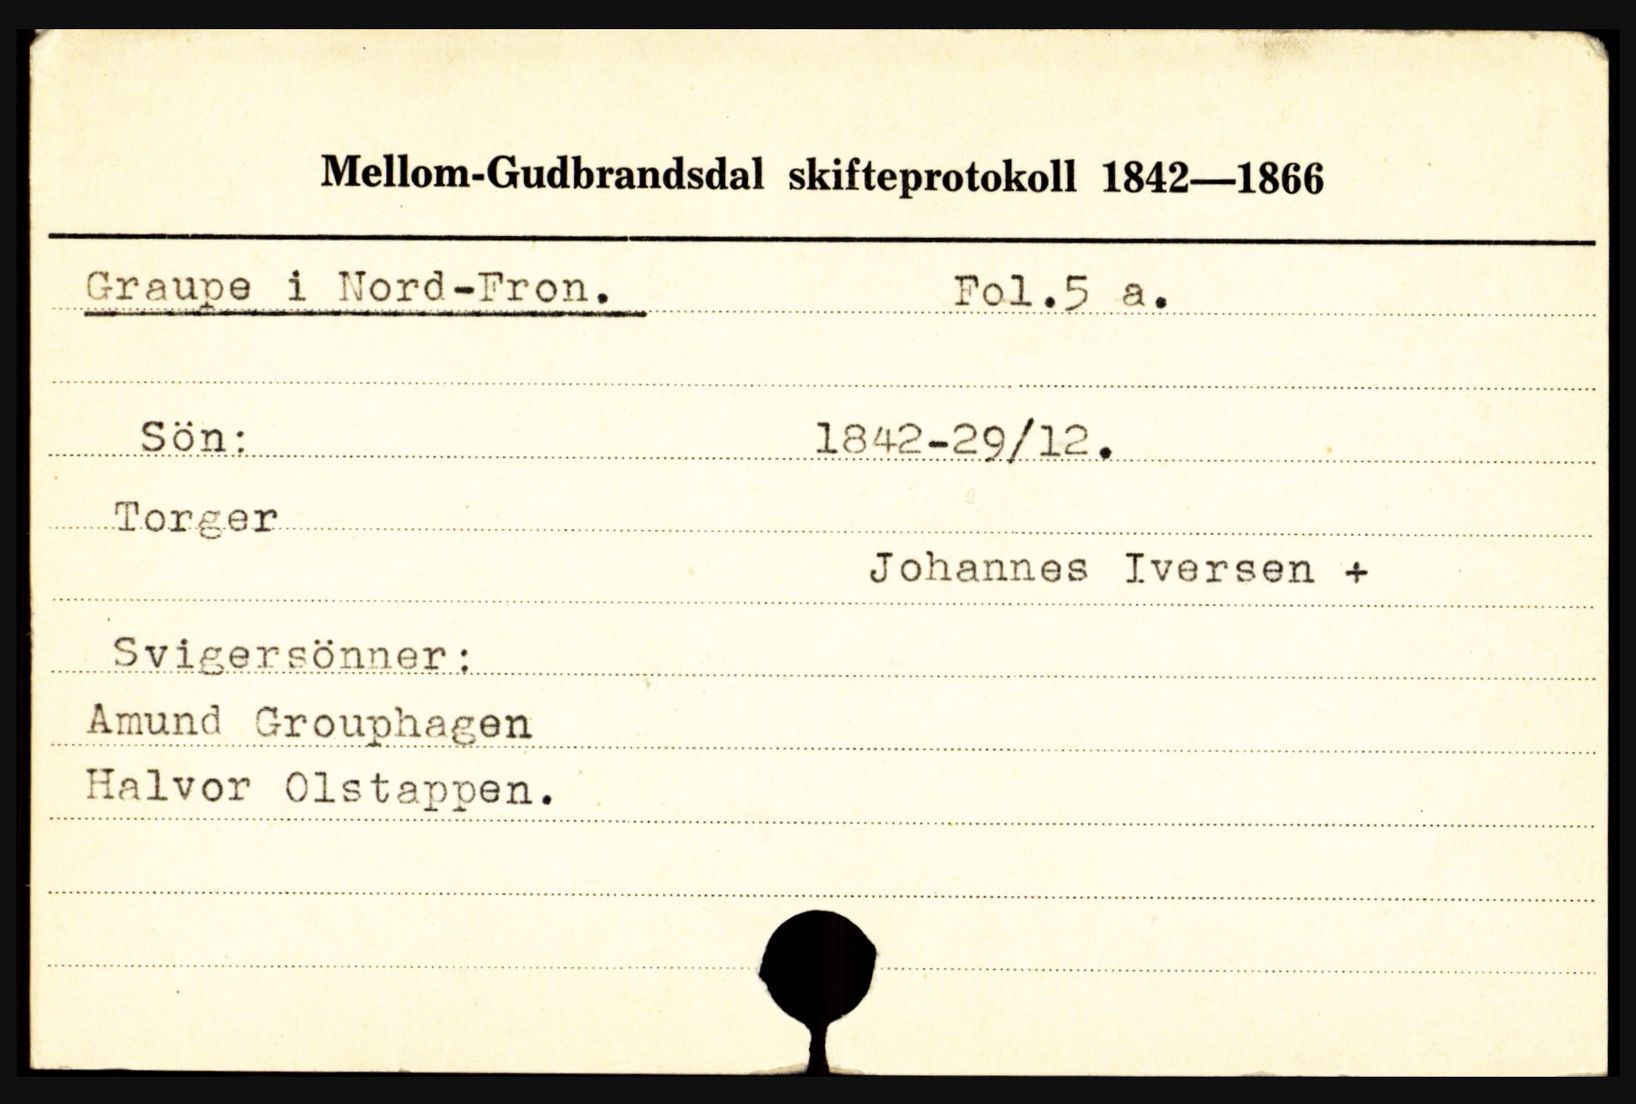 Mellom-Gudbrandsdal skifteprotokoll 1842—1866
Graupe i Nord-Fron. Fol.5 a.
Sön: 1842-29/12.
Torger
Johannes Iversen +
Svigersönner:
Amund Grouphagen
Halvor Olstappen.